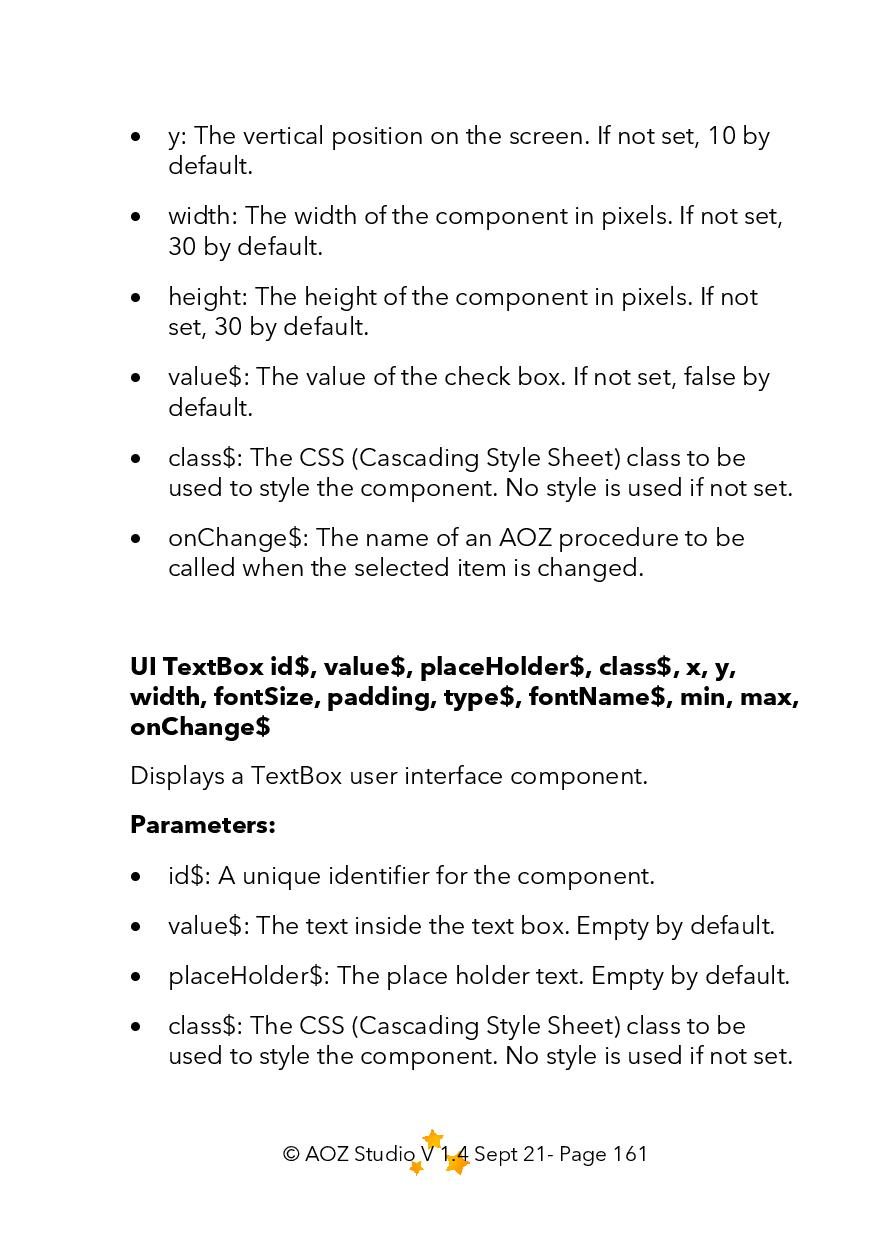 • y: The vertical position on the screen. If not set, 10 by
default.
• width: The width of the component in pixels. If not set,
30 by default.
• height: The height of the component in pixels. If not
set, 30 by default.
• value$: The value of the check box. If not set, false by
default.
• class$: The CSS (Cascading Style Sheet) class to be
used to style the component. No style is used if not set.
• onChange$: The name of an AOZ procedure to be
called when the selected item is changed.
UI TextBox id$, value$, placeHolder$, class$, x, y,
width, fontSize, padding, type$, fontName$, min, max,
onChange$
Displays a TextBox user interface component.
Parameters:
• id$: A unique identifier for the component.
• value$: The text inside the text box. Empty by default.
• placeHolder$: The place holder text. Empty by default.
• class$: The CSS (Cascading Style Sheet) class to be
used to style the component. No style is used if not set.
© AOZ Studio V 1.4 Sept 21- Page 161